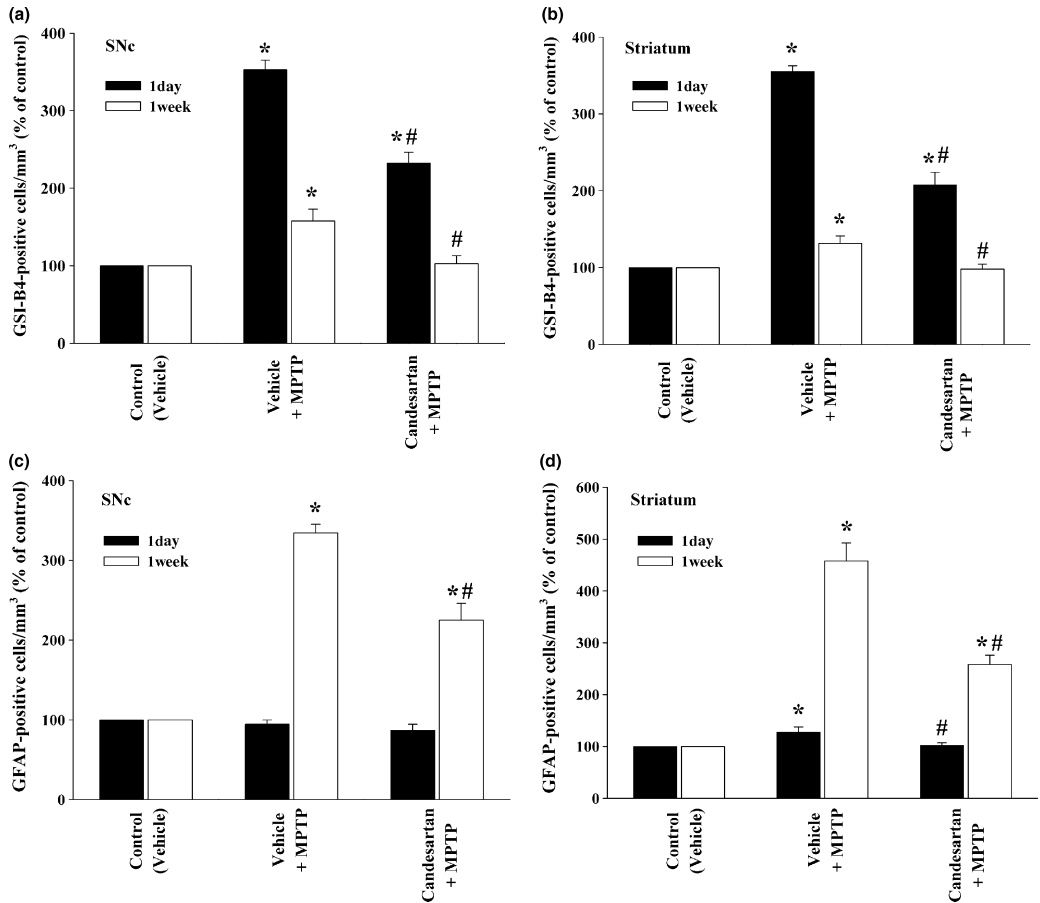 (a)
SNc
1day
1week
GSI-B4-positive cells/mm³ (% of control)
400
300
200
100
0
*
*
*#
#
Control
(Vehicle)
Vehicle
+ MPTP
Candesartan
+ MPTP
(b)
Striatum
1day
1week
GSI-B4-positive cells/mm³ (% of control)
400
300
200
100
0
*
*
*#
#
Control
(Vehicle)
Vehicle
+ MPTP
Candesartan
+ MPTP
(c)
SNc
1day
1week
GFAP-positive cells/mm³ (% of control)
400
300
200
100
0
*
*#
Control
(Vehicle)
Vehicle
+ MPTP
Candesartan
+ MPTP
(d)
Striatum
1day
1week
GFAP-positive cells/mm³ (% of control)
600
500
400
300
200
100
0
*
*
#
*#
Control
(Vehicle)
Vehicle
+ MPTP
Candesartan
+ MPTP